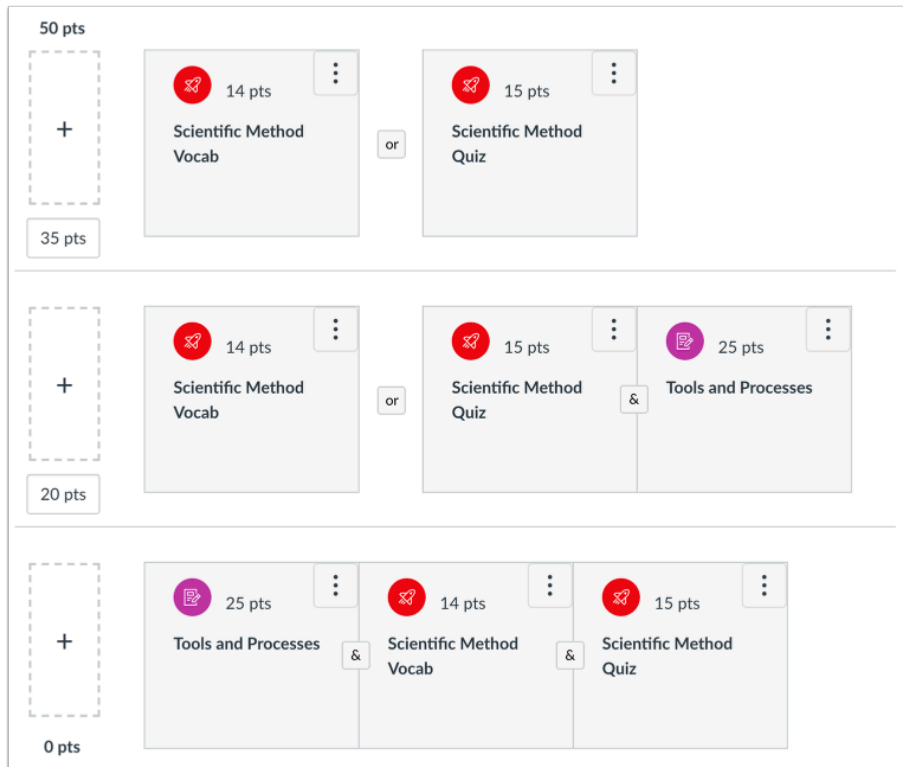 50 pts
+
35 pts
14 pts
Scientific Method
Vocab
or
15 pts
Scientific Method
Quiz
+
20 pts
14 pts
Scientific Method
Vocab
or
15 pts
Scientific Method
Quiz
&
25 pts
Tools and Processes
+
0 pts
25 pts
Tools and Processes
&
14 pts
Scientific Method
Vocab
&
15 pts
Scientific Method
Quiz